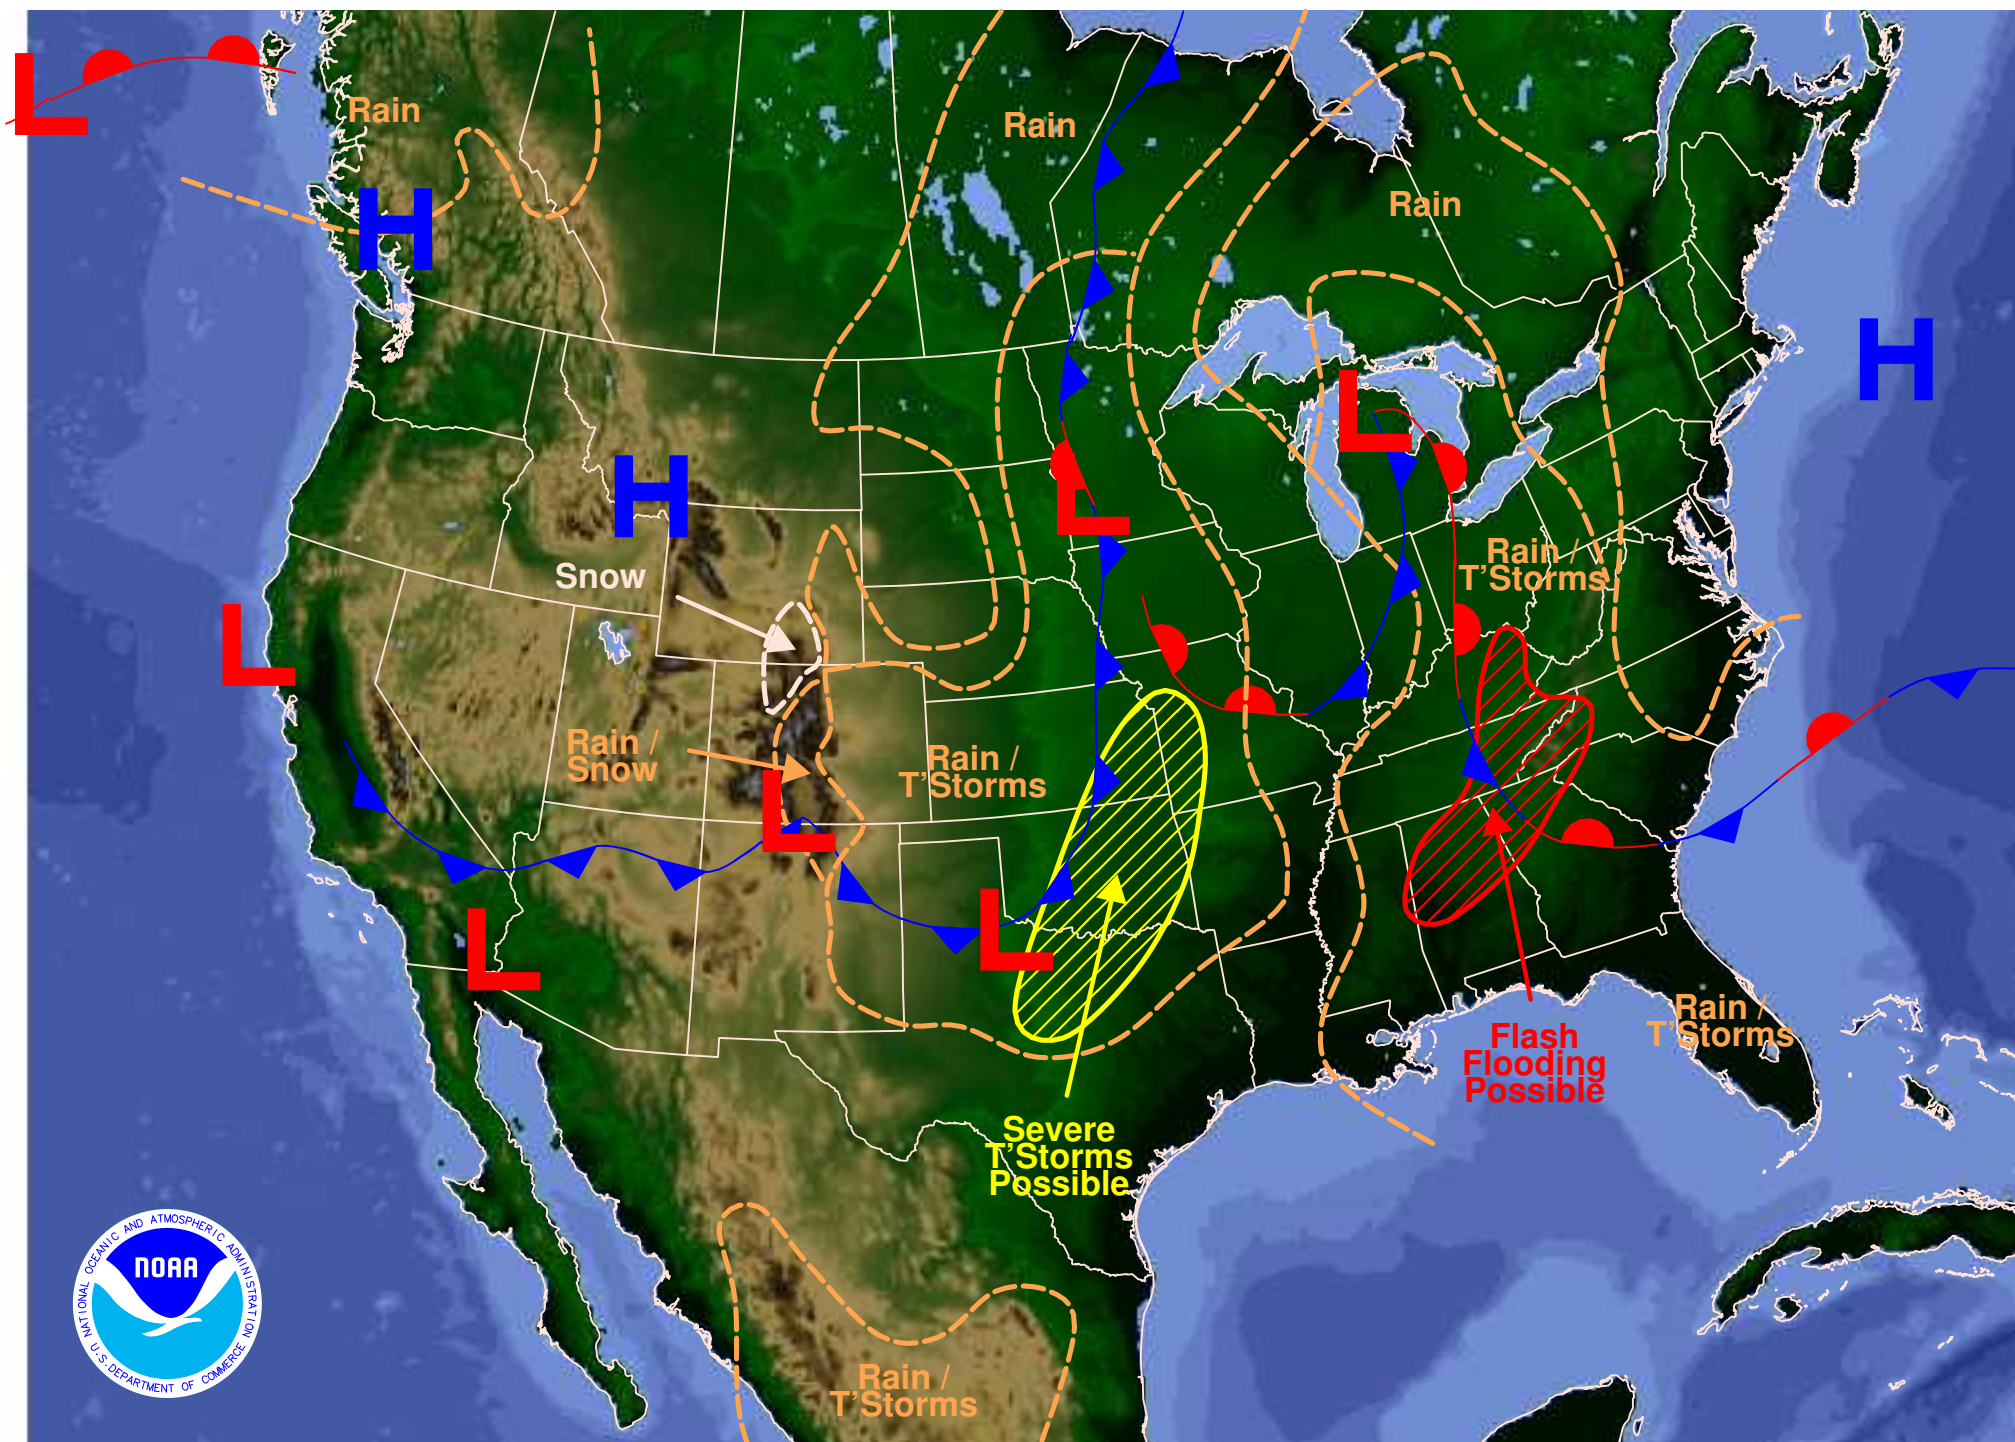 L
Rain
Rain
Rain
H
H
L
H
L
Snow
Rain /
T'Storms
L
Rain /
Snow
Rain /
T'Storms
L
L
L
Rain /
T'Storms
Flash
Flooding
Possible
Severe
T'Storms
Possible
Rain /
T'Storms
NATIONAL OCEANIC AND ATMOSPHERIC ADMINISTRATION
NOAA
U.S. DEPARTMENT OF COMMERCE